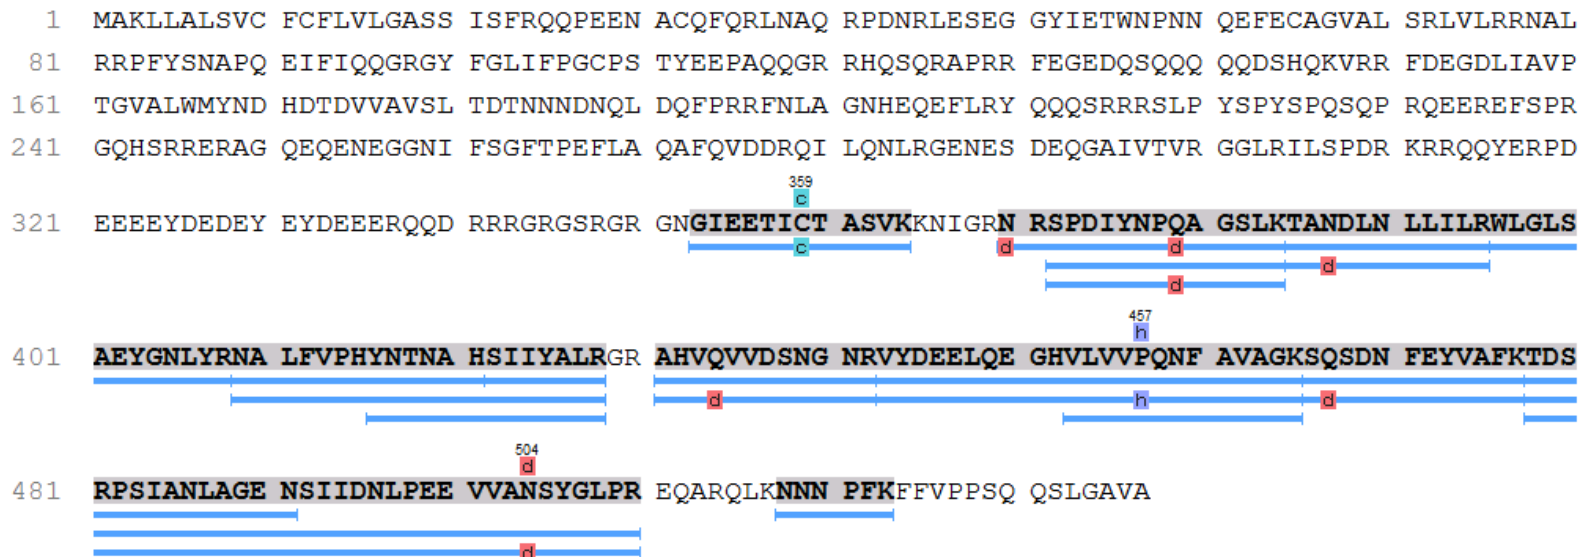 1 MAKLLALSVC FCFLVLGASS ISFRQQPEEN ACQFQRLNAQ RPDNRLESEG GYIETWNPNN QEFECAGVAL SRLVLRRNAL
81 RRPFYSNAPQ EIFIQQGRGY FGLIFPGCPS TYEEPAQQGR RHQSQRAPRR FEGEDQSQQQ QQDSHQKVRR FDEGDLIAVP
161 TGVALWMYND HDTDVVAVSL TDTNNNDNQL DQFPRRFNLA GNHEQEFLRY QQQSRRRSLP YSPYSPQSQP RQEEREFSPR
241 GQHSRRERAG QEQENEGGNI FSGFTPEFLA QAFQVDDRQI LQNLRGENES DEQGAIVTVR GGLRILSPDR KRRQQYERPD
359
c
321 EEEEYDEDEY EYDEEERQQD RRRGRGSRGR GNGIEETICT ASVKKNIGRN RSPDIYNPQA GSLKTANDLN LLILRWLGLS
c d d
d
d
457
h
401 AEYGNLYRNA LFVPHYNTNA HSIIYALRGR AHVQVVDSNG NRVYDEELQE GHVLVVPQNF AVAGKSQSDN FEYVAFKTDS
d h d
504
d
481 RPSIANLAGE NSIIDNLPEE VVANSYGLPR EQARQLKNNN PFKFFVPPSQ QSLGAVA
d